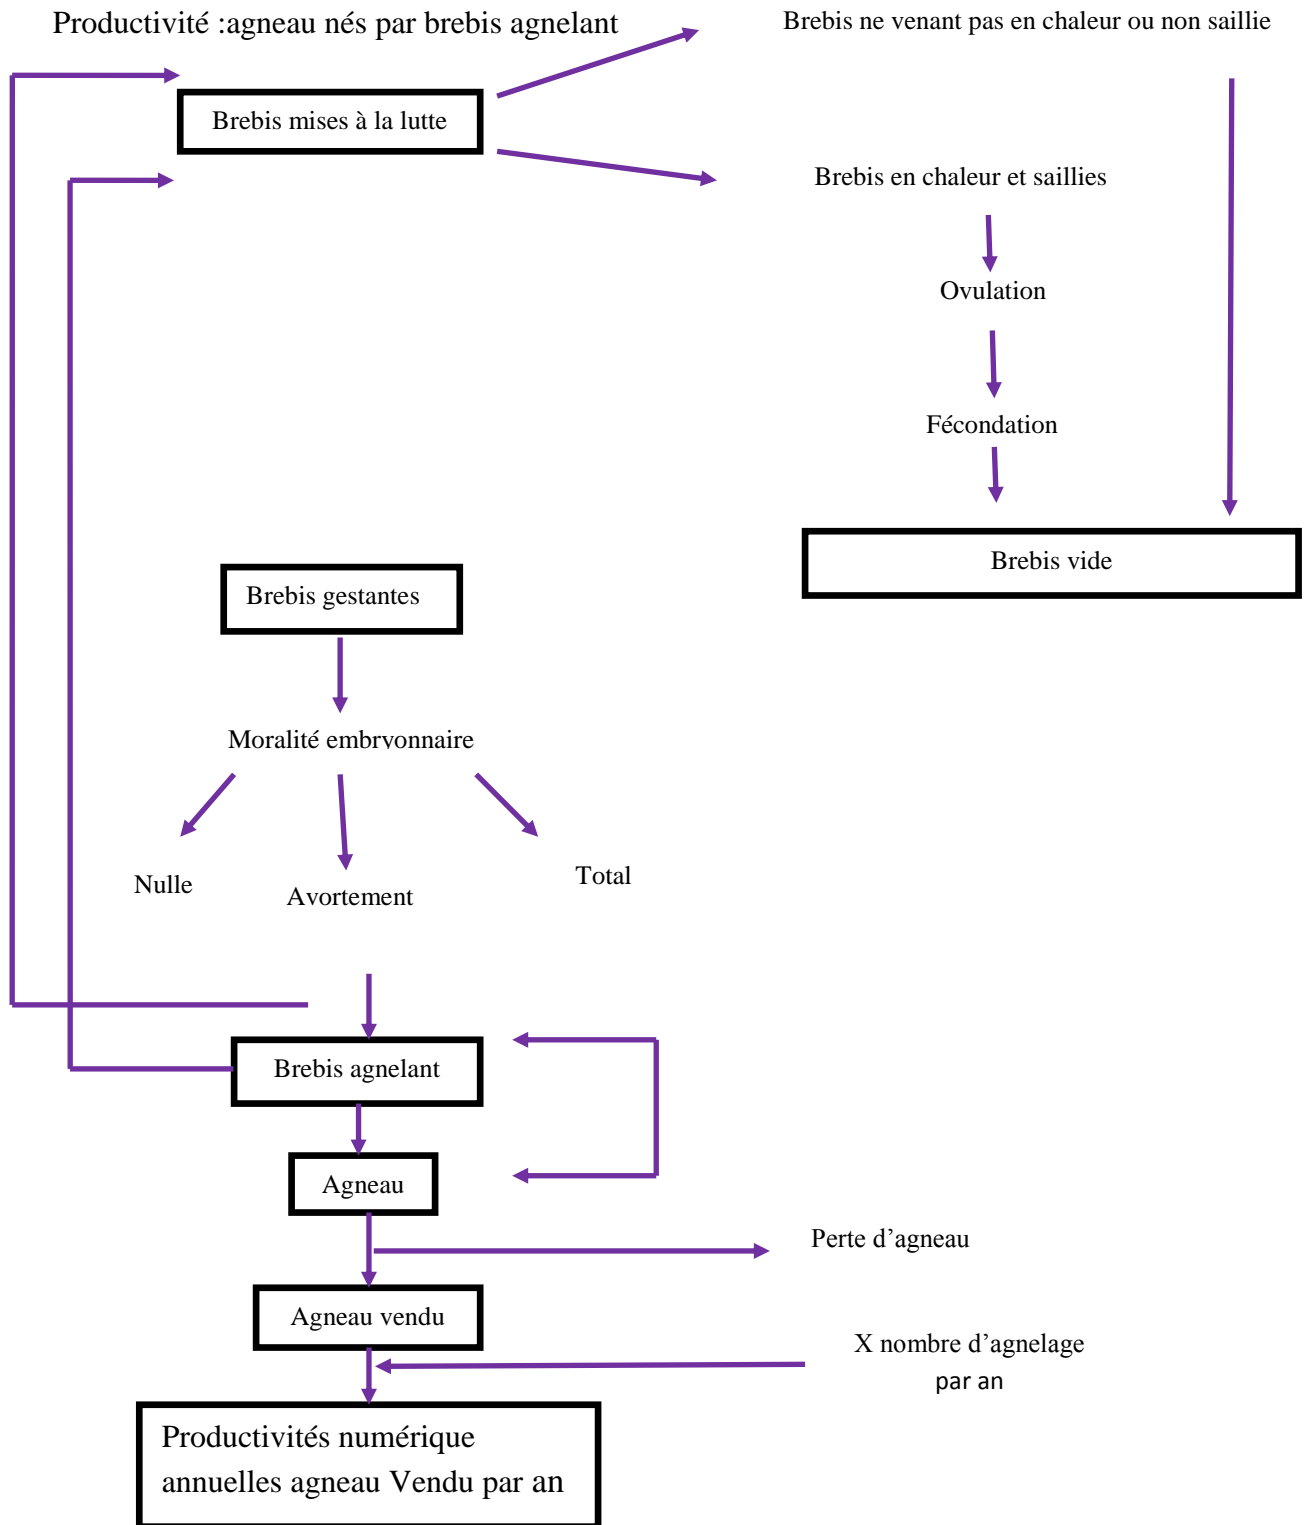 Productivité :agneau nés par brebis agnelant
Brebis ne venant pas en chaleur ou non saillie
Brebis mises à la lutte
Brebis en chaleur et saillies
Ovulation
Fécondation
Brebis vide
Brebis gestantes
Moralité embryonnaire
Nulle
Avortement
Total
Brebis agnelant
Agneau
Perte d’agneau
Agneau vendu
X nombre d’agnelage
par an
Productivités numérique
annuelles agneau Vendu par an